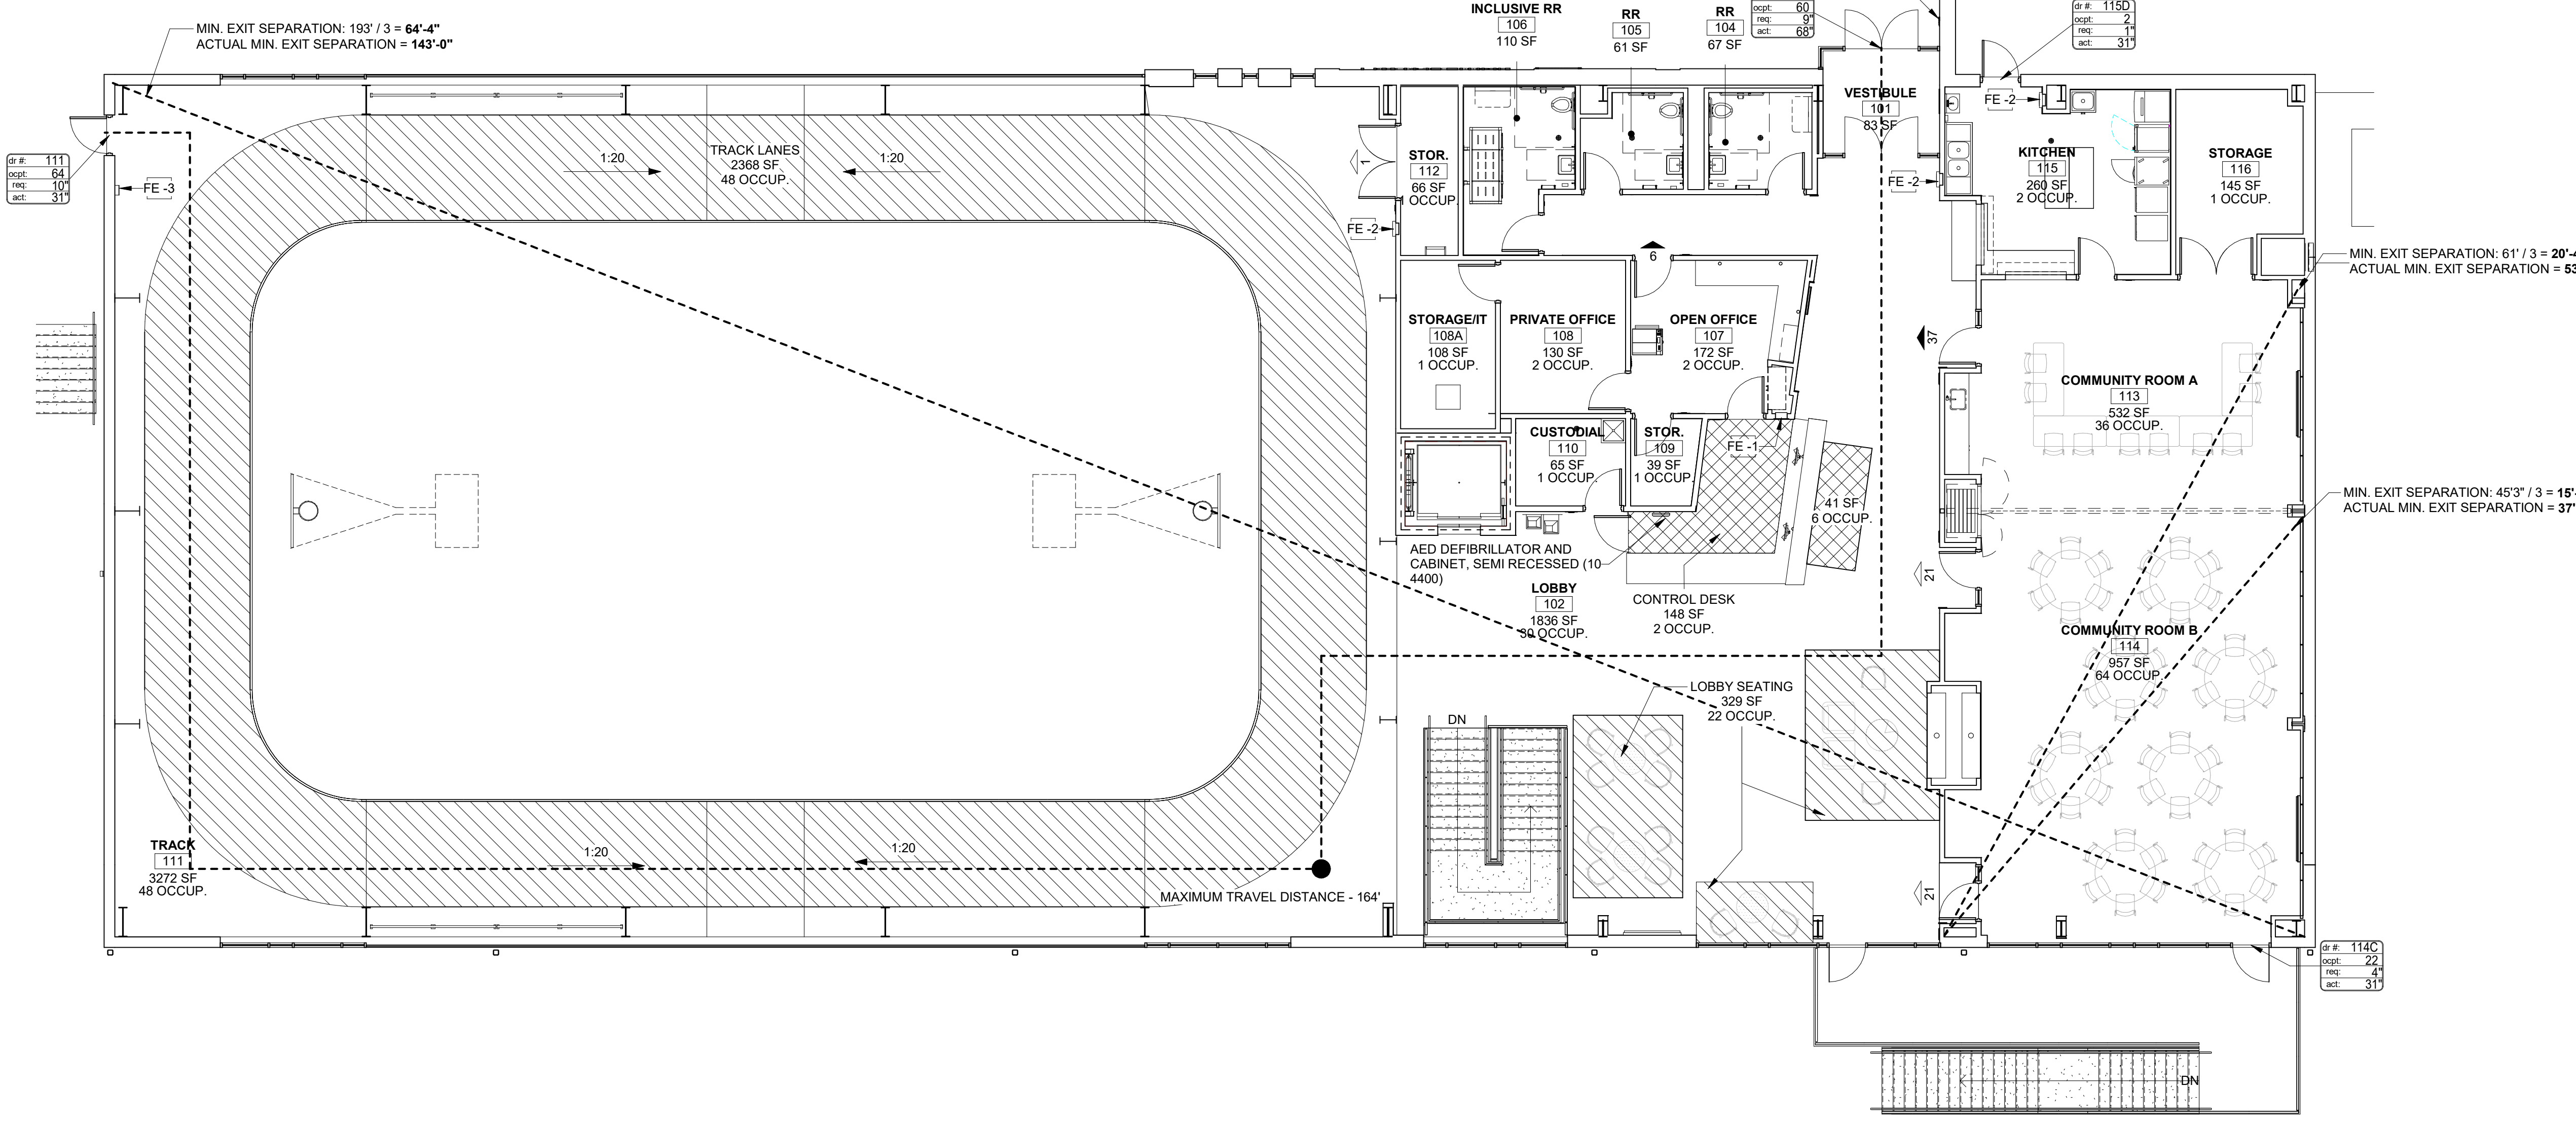 MIN. EXIT SEPARATION: 193' / 3 = 64'-4"
ACTUAL MIN. EXIT SEPARATION = 143'-0"
INCLUSIVE RR
106
110 SF
RR
105
61 SF
RR
104
67 SF
ocpt: 60
req: 9"
act: 68"
dr #: 115D
ocpt: 2
req: 1"
act: 31"
dr #: 111
ocpt: 64
req: 10"
act: 31"
FE -3
1:20
TRACK LANES
2368 SF
48 OCCUP.
1:20
1
STOR.
112
66 SF
OCCUP.
FE -2
VESTIBULE
101
83 SF
FE -2
FE -2
KITCHEN
115
260 SF
2 OCCUP.
STORAGE
116
145 SF
1 OCCUP.
6
MIN. EXIT SEPARATION: 61' / 3 =
ACTUAL MIN. EXIT SEPARATION =
STORAGE/IT
108A
108 SF
1 OCCUP.
PRIVATE OFFICE
108
130 SF
2 OCCUP.
OPEN OFFICE
107
172 SF
2 OCCUP.
37
COMMUNITY ROOM A
113
532 SF
36 OCCUP.
CUSTODIAL
110
65 SF
1 OCCUP.
STOR.
109
39 SF
1 OCCUP.
FE -1
41 SF
6 OCCUP.
MIN. EXIT SEPARATION: 45'3" / 3 =
ACTUAL MIN. EXIT SEPARATION = 37'
AED DEFIBRILLATOR AND
CABINET, SEMI RECESSED (10
4400)
LOBBY
102
1836 SF
30 OCCUP.
CONTROL DESK
148 SF
2 OCCUP.
21
COMMUNITY ROOM B
114
957 SF
64 OCCUP.
LOBBY SEATING
329 SF
22 OCCUP.
DN
TRACK
111
3272 SF
48 OCCUP.
1:20
1:20
MAXIMUM TRAVEL DISTANCE - 164'
21
dr #: 114C
ocpt: 22
req: 4"
act: 31"
DN